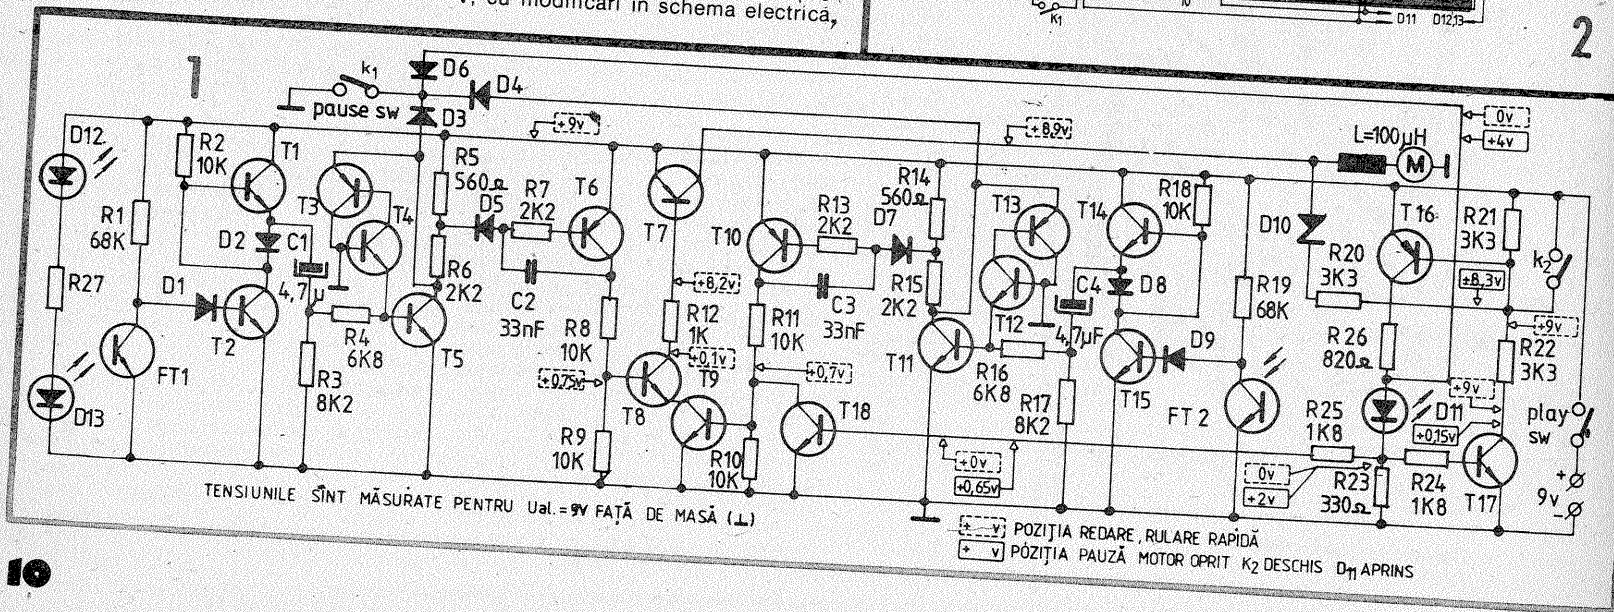 cu modificări în schema electrică,
K₁
D11 D12,13
2
1
k₁
pause sw
D6
D4
D3
+9v
+8,9v
L=100µH
M
0v
+4v
D12
R2
10K
T1
T3
T4
R5
560Ω
D5
R7
2K2
T6
T7
T10
R13
2K2
D7
R14
560Ω
T13
T14
R18
10K
D10
T16
R21
3K3
R1
68K
D2
C1
4,7µ
R6
2K2
C2
33nF
+8,2v
C3
33nF
R15
2K2
T12
C4
4,7µF
D8
R19
68K
R20
3K3
+8,3v
k₂
R27
D1
T2
R4
6K8
T5
R8
10K
R12
1K
R11
10K
T11
R16
6K8
D9
T15
R26
820Ω
+9v
R22
3K3
FT1
R3
8K2
+0,75v
+0,1v
T9
+0,7v
T8
T18
R17
8K2
FT2
+9v
D11
+0,15v
play
sw
D13
R9
10K
R10
10K
+0v
+0,65v
R25
1K8
0v
+2v
R23
330Ω
R24
1K8
T17
+
9v
-
TENSIUNILE SÎNT MĂSURATE PENTRU Ual.=9V FAȚĂ DE MASĂ (⊥)
+ v POZIȚIA REDARE, RULARE RAPIDĂ
+ v POZIȚIA PAUZĂ MOTOR OPRIT K₂ DESCHIS D₁₁ APRINS
10